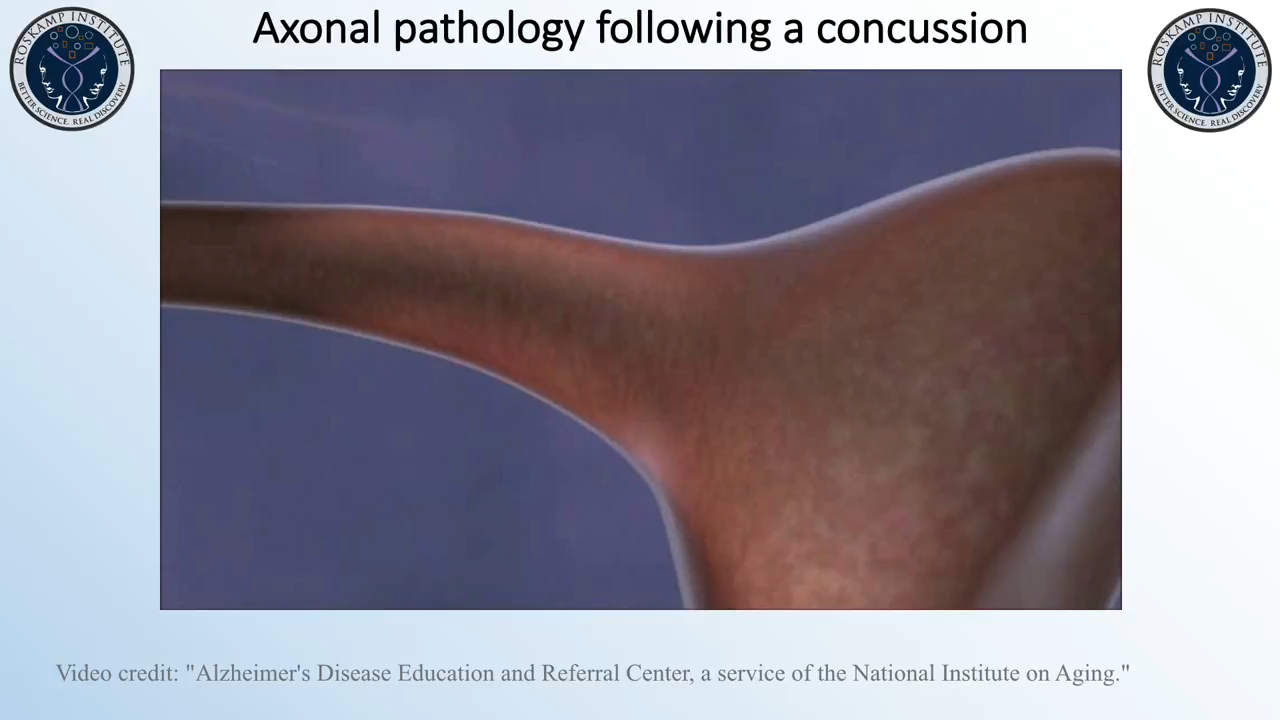 Axonal pathology following a concussion
ROSKAMP INSTITUTE
BETTER SCIENCE. REAL DISCOVERY
ROSKAMP INSTITUTE
BETTER SCIENCE. REAL DISCOVERY
Video credit: "Alzheimer's Disease Education and Referral Center, a service of the National Institute on Aging."